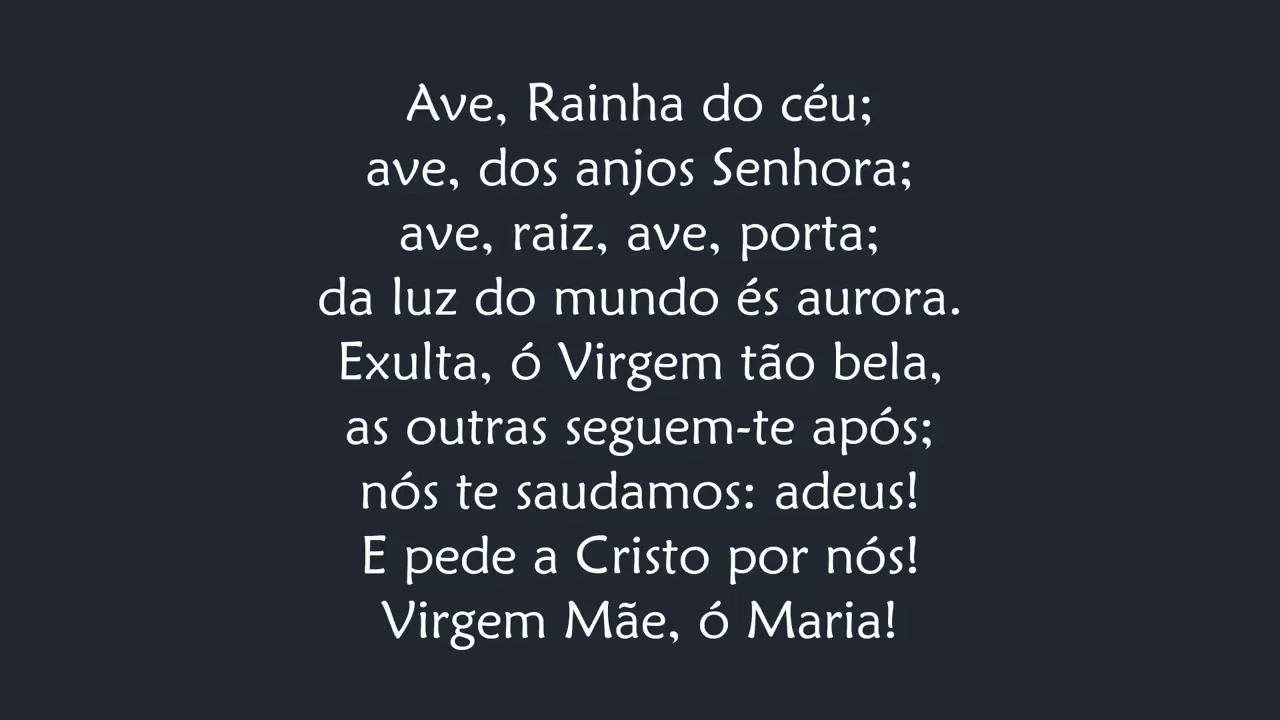 Ave, Rainha do céu;
ave, dos anjos Senhora;
ave, raiz, ave, porta;
da luz do mundo és aurora.
Exulta, ó Virgem tão bela,
as outras seguem-te após;
nós te saudamos: adeus!
E pede a Cristo por nós!
Virgem Mãe, ó Maria!